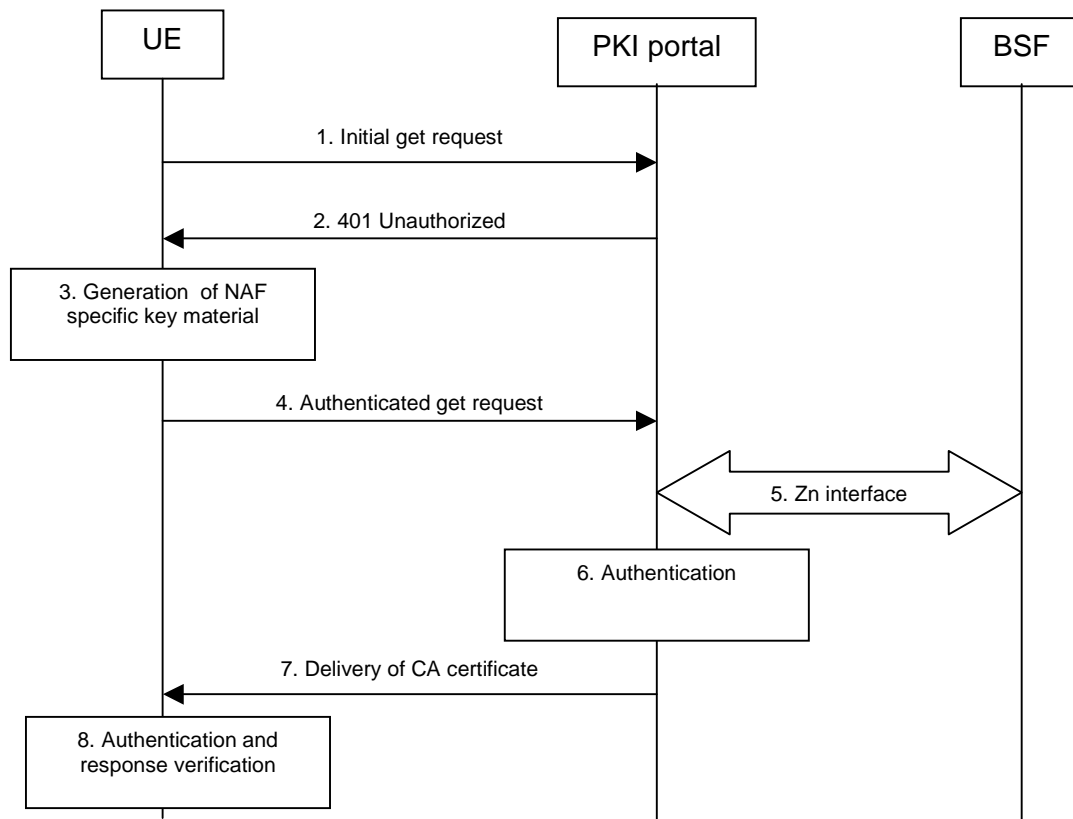 UE
PKI portal
BSF
1. Initial get request
2. 401 Unauthorized
3. Generation of NAF
specific key material
4. Authenticated get request
5. Zn interface
6. Authentication
7. Delivery of CA certificate
8. Authentication and
response verification